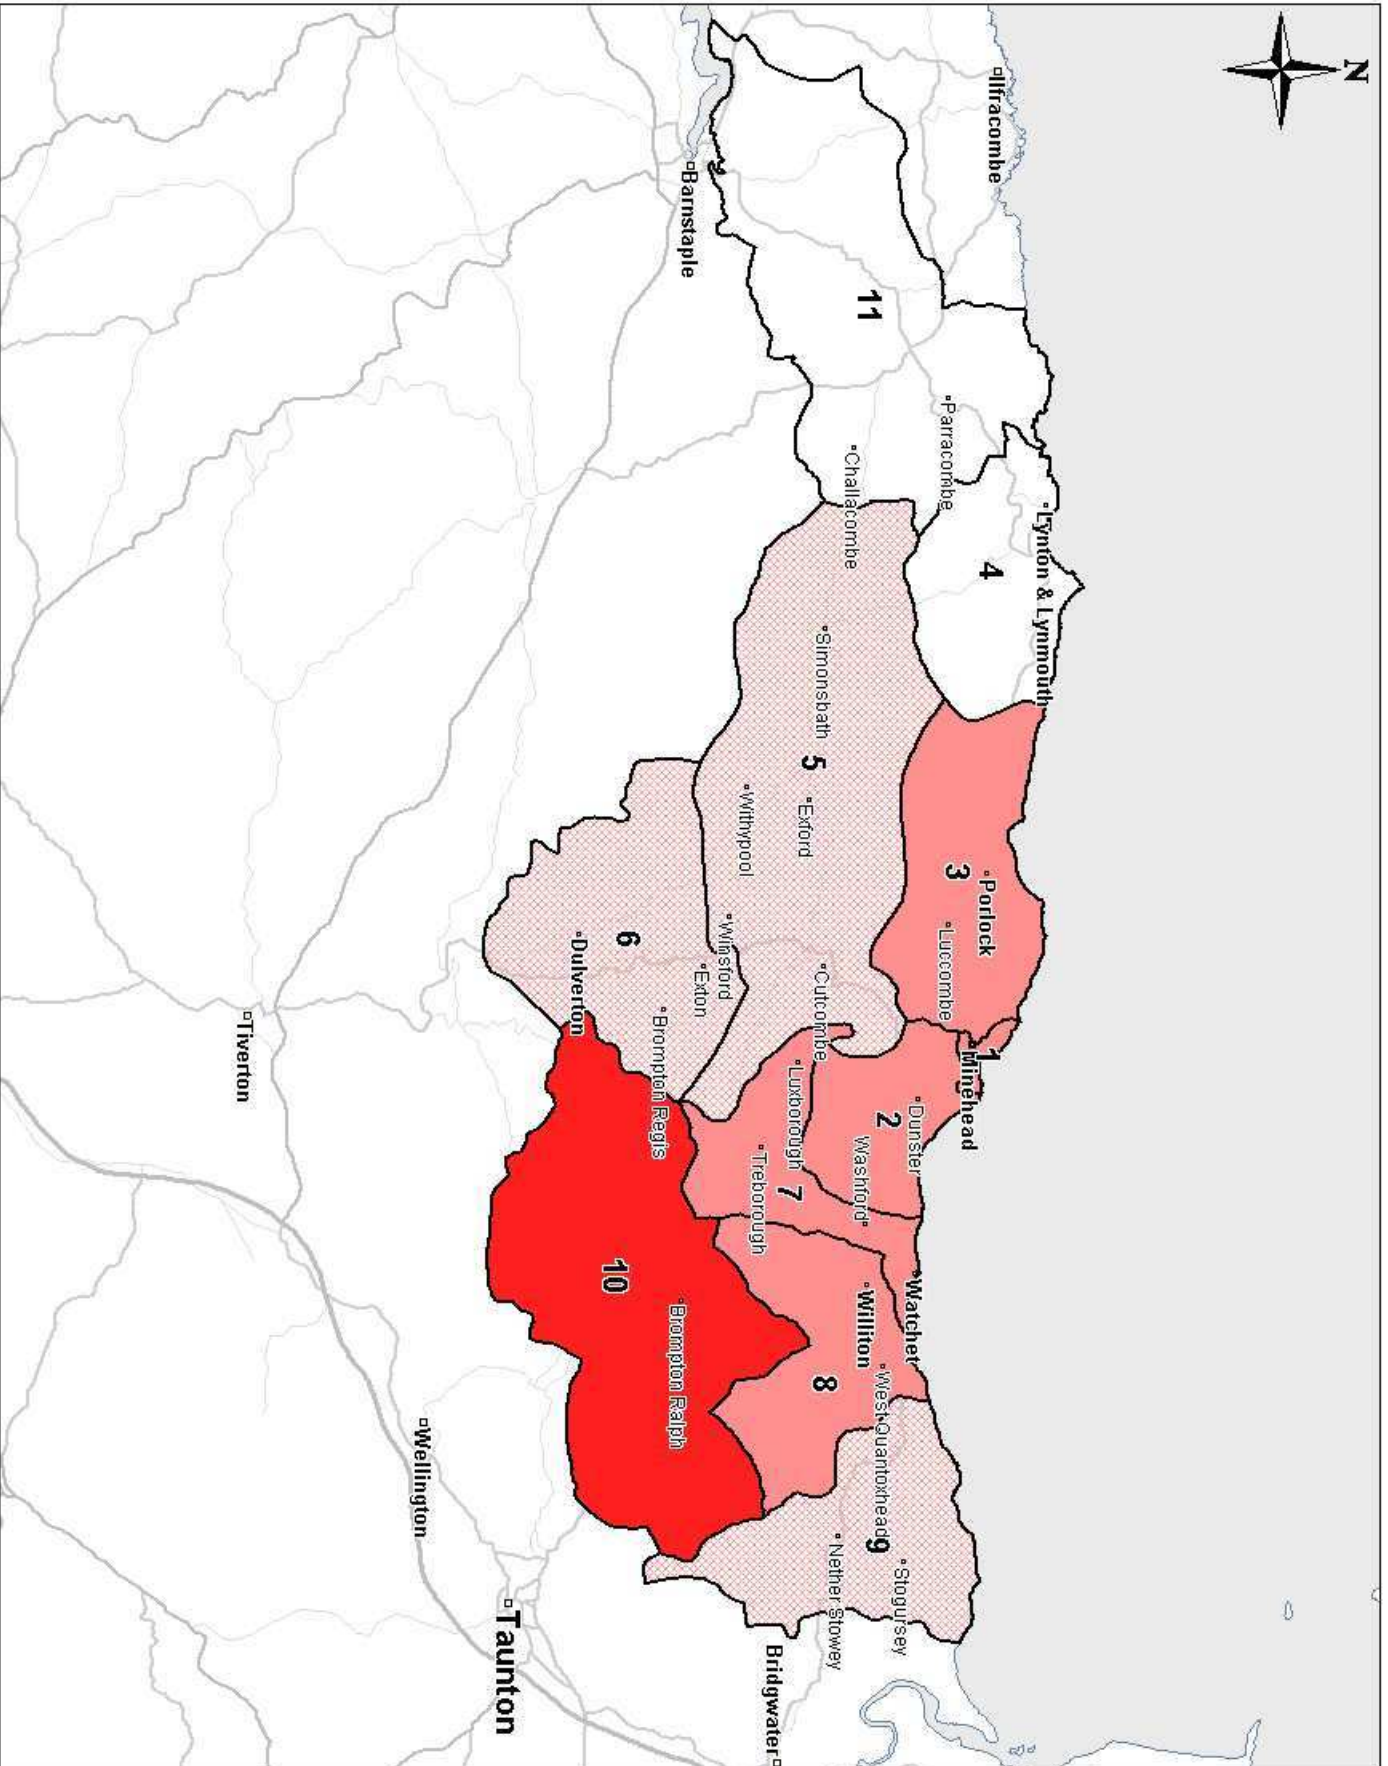 N
Ilfracombe
Barnstaple
11
Parracombe
Challacombe
Lynton & Lynmouth
4
Simonsbath
5
Exford
Withypool
Porlock
3
Luccombe
Winsford
Exton
6
Dulverton
Brompton Regis
Cutcombe
1
Minehead
Dunster
2
Washford
Luxborough
7
Treborough
Tiverton
Watchet
Williton
8
West Quantoxhead
9
Stogursey
Nether Stowey
10
Brompton Ralph
Wellington
Taunton
Bridgwater